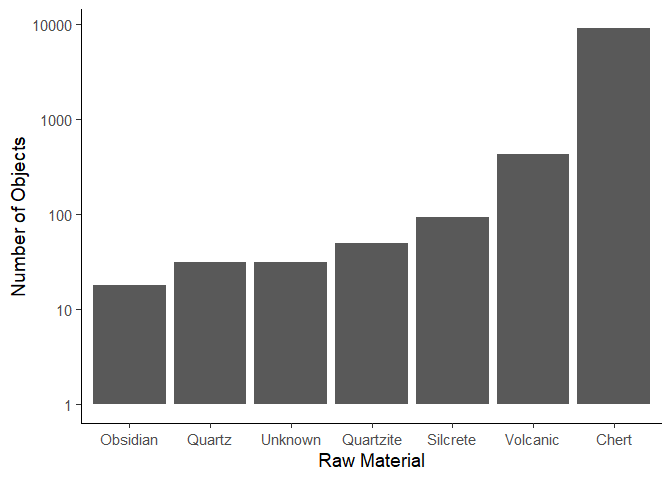 Number of Objects
10000
1000
100
10
1
Obsidian Quartz Unknown Quartzite Silcrete Volcanic Chert
Raw Material